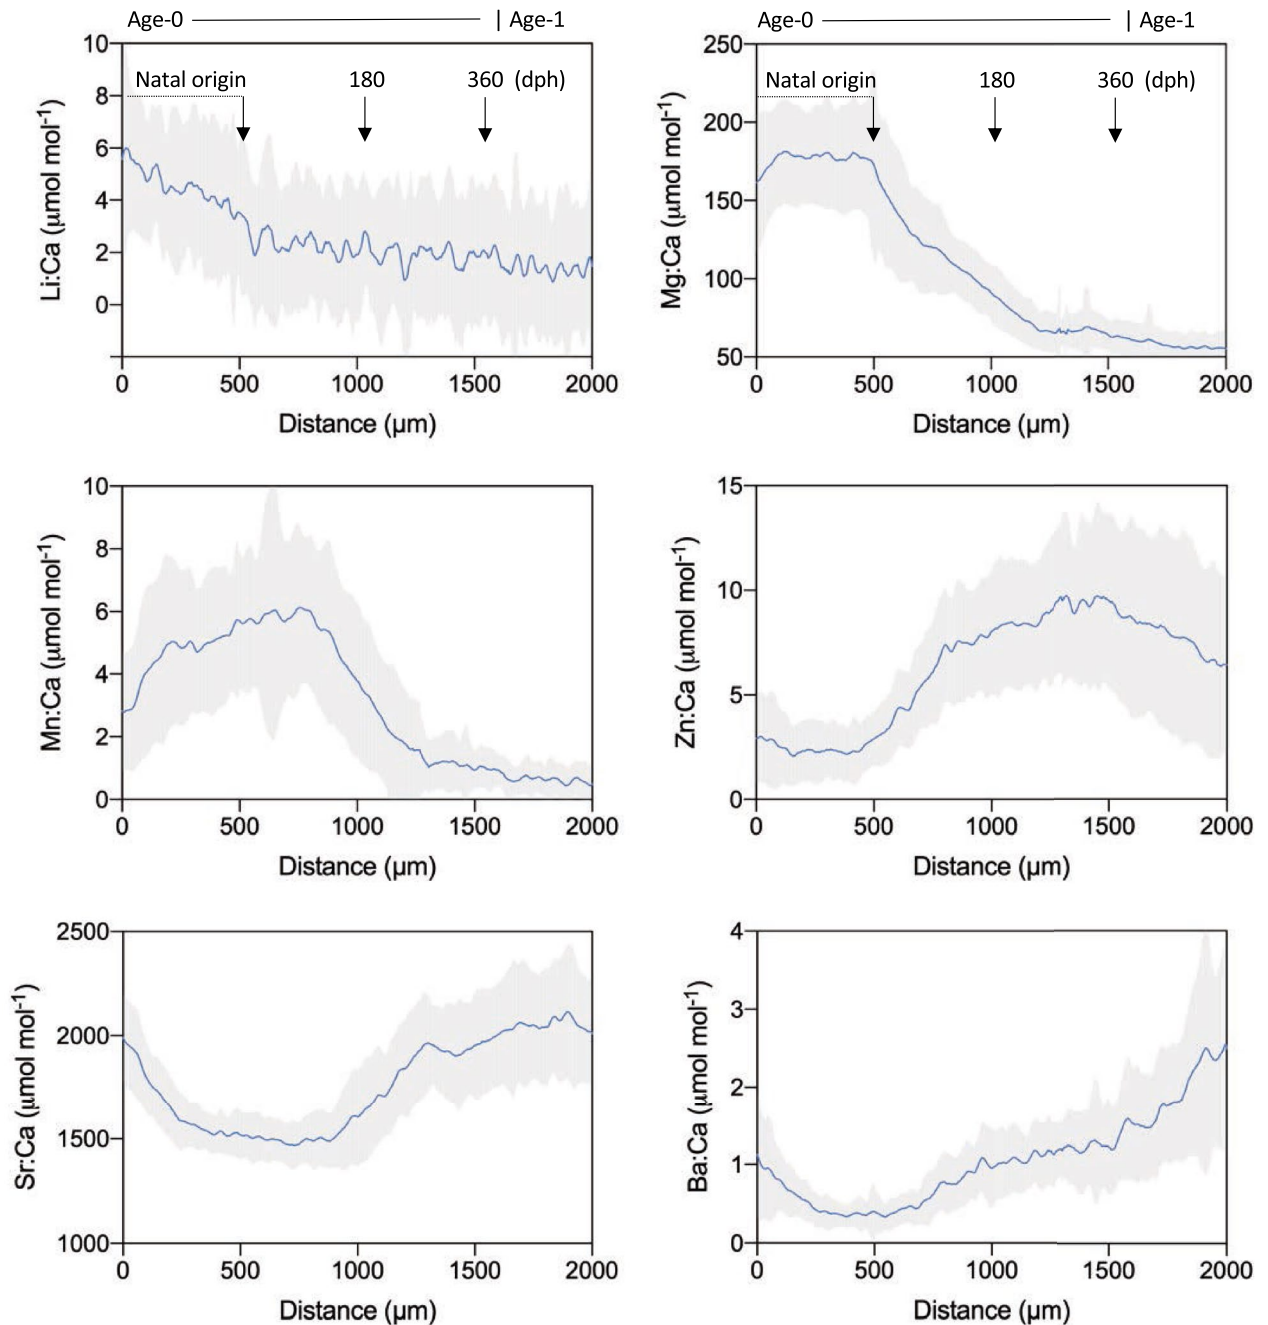 Age-0 | Age-1
Age-0 | Age-1
Li:Ca (μmol mol⁻¹)
10
8
6
4
2
0
Natal origin 180 360 (dph)
0 500 1000 1500 2000
Distance (μm)
Mg:Ca (μmol mol⁻¹)
250
200
150
100
50
Natal origin 180 360 (dph)
0 500 1000 1500 2000
Distance (μm)
Mn:Ca (μmol mol⁻¹)
10
8
6
4
2
0
0 500 1000 1500 2000
Distance (μm)
Zn:Ca (μmol mol⁻¹)
15
10
5
0
0 500 1000 1500 2000
Distance (μm)
Sr:Ca (μmol mol⁻¹)
2500
2000
1500
1000
0 500 1000 1500 2000
Distance (μm)
Ba:Ca (μmol mol⁻¹)
4
3
2
1
0
0 500 1000 1500 2000
Distance (μm)